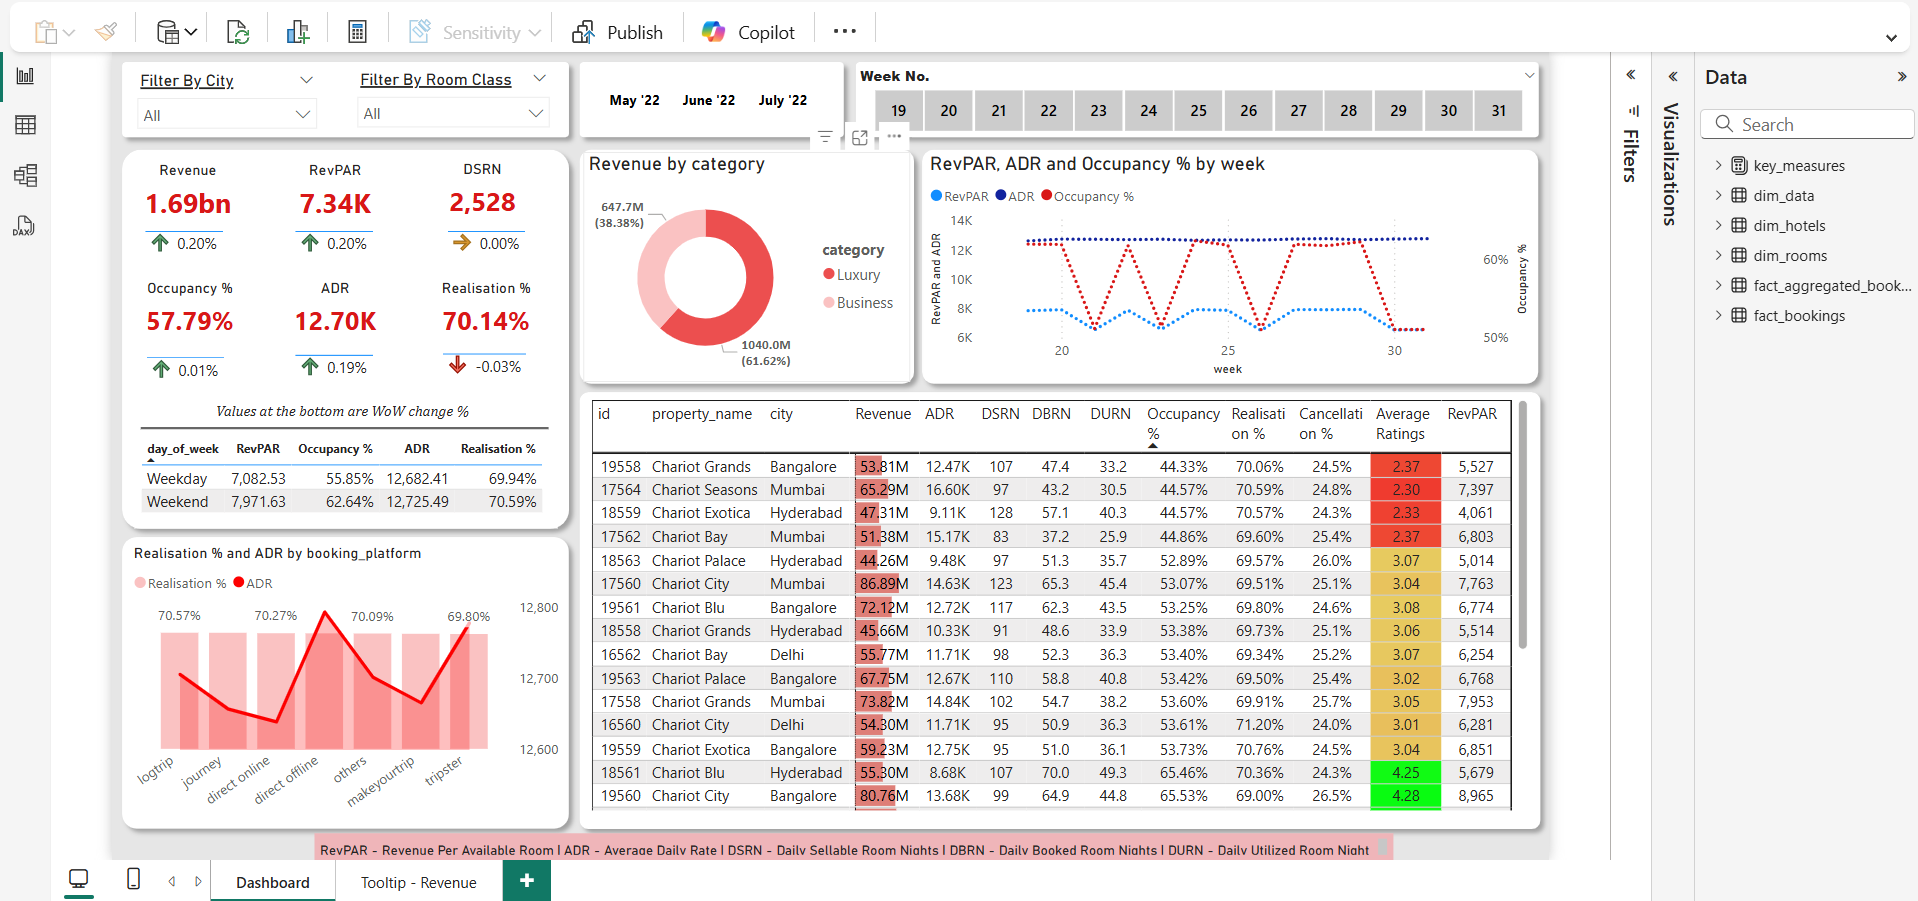 Sensitivity
Publish
Copilot
Filter By City
All
Filter By Room Class
All
May '22 June '22 July '22
Week No.
19 20 21 22 23 24 25 26 27 28 29 30 31
Revenue RevPAR DSRN
1.69bn 7.34K 2,528
0.20% 0.20% 0.00%
Occupancy % ADR Realisation %
57.79% 12.70K 70.14%
0.01% 0.19% -0.03%
Values at the bottom are WoW change %
day_of_week RevPAR Occupancy % ADR Realisation %
Weekday 7,082.53 55.85% 12,682.41 69.94%
Weekend 7,971.63 62.64% 12,725.49 70.59%
Revenue by category
647.7M
(38.38%)
category
Luxury
Business
1040.0M
(61.62%)
RevPAR, ADR and Occupancy % by week
RevPAR ADR Occupancy %
RevPAR and ADR
14K
12K
10K
8K
6K
Occupancy %
60%
50%
20 25 30
week
Realisation % and ADR by booking_platform
Realisation % ADR
70.57% 70.27% 70.09% 69.80%
12,800
12,700
12,600
logtrip journey direct online direct offline others makeyourtrip tripster
id property_name city Revenue ADR DSRN DBRN DURN Occupancy % Realisati on % Cancellati on % Average Ratings RevPAR
19558 Chariot Grands Bangalore 53.81M 12.47K 107 47.4 33.2 44.33% 70.06% 24.5% 2.37 5,527
17564 Chariot Seasons Mumbai 65.29M 16.60K 97 43.2 30.5 44.57% 70.59% 24.8% 2.30 7,397
18559 Chariot Exotica Hyderabad 47.31M 9.11K 128 57.1 40.3 44.57% 70.57% 24.3% 2.33 4,061
17562 Chariot Bay Mumbai 51.38M 15.17K 83 37.2 25.9 44.86% 69.60% 25.4% 2.37 6,803
18563 Chariot Palace Hyderabad 44.26M 9.48K 97 51.3 35.7 52.89% 69.57% 26.0% 3.07 5,014
17560 Chariot City Mumbai 86.89M 14.63K 123 65.3 45.4 53.07% 69.51% 25.1% 3.04 7,763
19561 Chariot Blu Bangalore 72.12M 12.72K 117 62.3 43.5 53.25% 69.80% 24.6% 3.08 6,774
18558 Chariot Grands Hyderabad 45.66M 10.33K 91 48.6 33.9 53.38% 69.73% 25.1% 3.06 5,514
16562 Chariot Bay Delhi 55.77M 11.71K 98 52.3 36.3 53.40% 69.34% 25.2% 3.07 6,254
19563 Chariot Palace Bangalore 67.75M 12.67K 110 58.8 40.8 53.42% 69.50% 25.4% 3.02 6,768
17558 Chariot Grands Mumbai 73.82M 14.84K 102 54.7 38.2 53.60% 69.91% 25.7% 3.05 7,953
16560 Chariot City Delhi 54.30M 11.71K 95 50.9 36.3 53.61% 71.20% 24.0% 3.01 6,281
19559 Chariot Exotica Bangalore 59.23M 12.75K 95 51.0 36.1 53.73% 70.76% 24.5% 3.04 6,851
18561 Chariot Blu Hyderabad 55.30M 8.68K 107 70.0 49.3 65.46% 70.36% 24.3% 4.25 5,679
19560 Chariot City Bangalore 80.76M 13.68K 99 64.9 44.8 65.53% 69.00% 26.5% 4.28 8,965
RevPAR - Revenue Per Available Room | ADR - Average Daily Rate | DSRN - Daily Sellable Room Nights | DBRN - Daily Booked Room Nights | DURN - Daily Utilized Room Night
Dashboard
Tooltip - Revenue
Filters
Visualizations
Data
Search
key_measures
dim_data
dim_hotels
dim_rooms
fact_aggregated_book...
fact_bookings
DAX